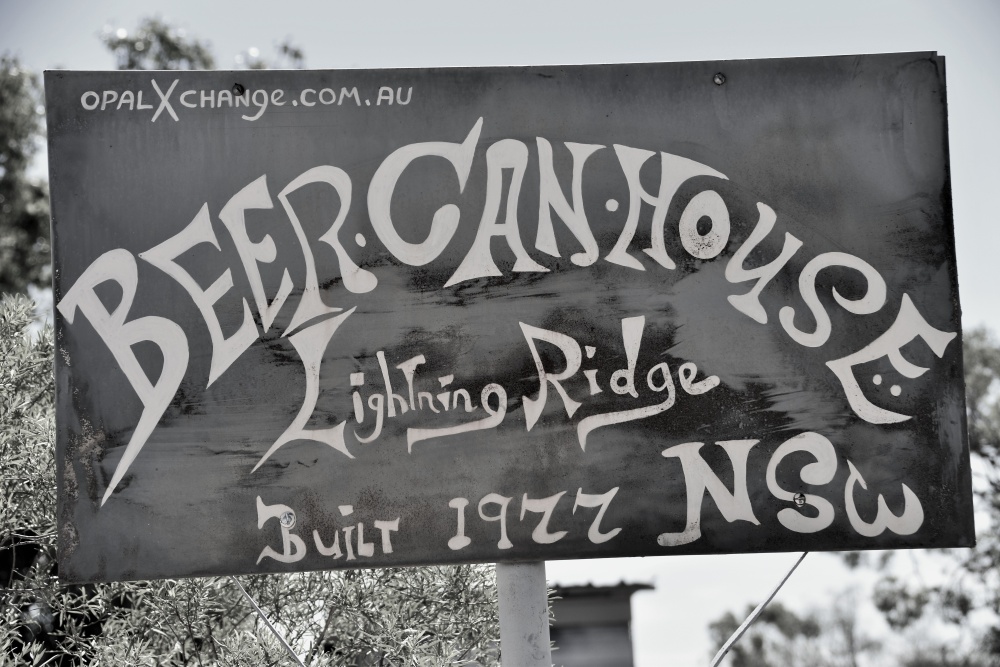 OPALXCHANge.COM.AU
BEER.CAN.HOUSE
Lightning Ridge
NSW
BUILT 1977